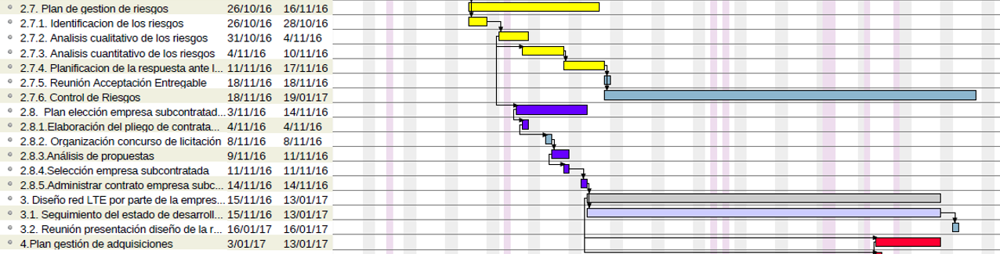 2.7. Plan de gestion de riesgos 26/10/16 16/11/16
2.7.1. Identificacion de los riesgos 26/10/16 28/10/16
2.7.2. Analisis cualitativo de los riesgos 31/10/16 4/11/16
2.7.3. Analisis cuantitativo de los riesgos 4/11/16 10/11/16
2.7.4. Planificacion de la respuesta ante l... 11/11/16 17/11/16
2.7.5. Reunión Acceptación Entregable 18/11/16 18/11/16
2.7.6. Control de Riesgos 18/11/16 19/01/17
2.8. Plan elección empresa subcontratad... 3/11/16 14/11/16
2.8.1.Elaboración del pliego de contrata... 4/11/16 4/11/16
2.8.2. Organización concurso de licitación 8/11/16 8/11/16
2.8.3.Análisis de propuestas 9/11/16 11/11/16
2.8.4.Selección empresa subcontratada 11/11/16 11/11/16
2.8.5.Administrar contrato empresa subc... 14/11/16 14/11/16
3. Diseño red LTE por parte de la empres... 15/11/16 13/01/17
3.1. Seguimiento del estado de desarroll... 15/11/16 13/01/17
3.2. Reunión presentación diseño de la r... 16/01/17 16/01/17
4.Plan gestión de adquisiciones 3/01/17 13/01/17